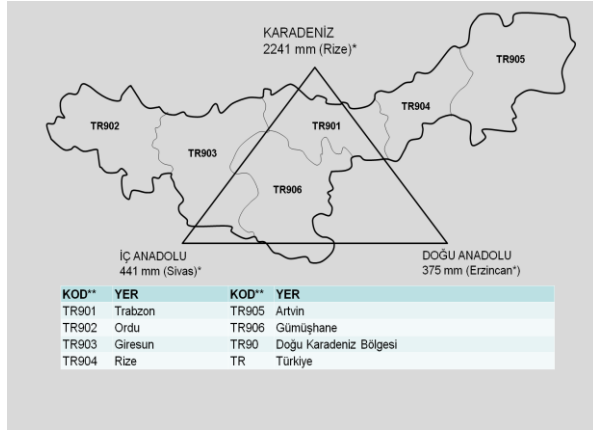 KARADENİZ
2241 mm (Rize)*
TR905
TR904
TR902
TR901
TR903
TR906
İÇ ANADOLU
441 mm (Sivas)*
DOĞU ANADOLU
375 mm (Erzincan*)
KOD** YER KOD** YER
TR901 Trabzon TR905 Artvin
TR902 Ordu TR906 Gümüşhane
TR903 Giresun TR90 Doğu Karadeniz Bölgesi
TR904 Rize TR Türkiye